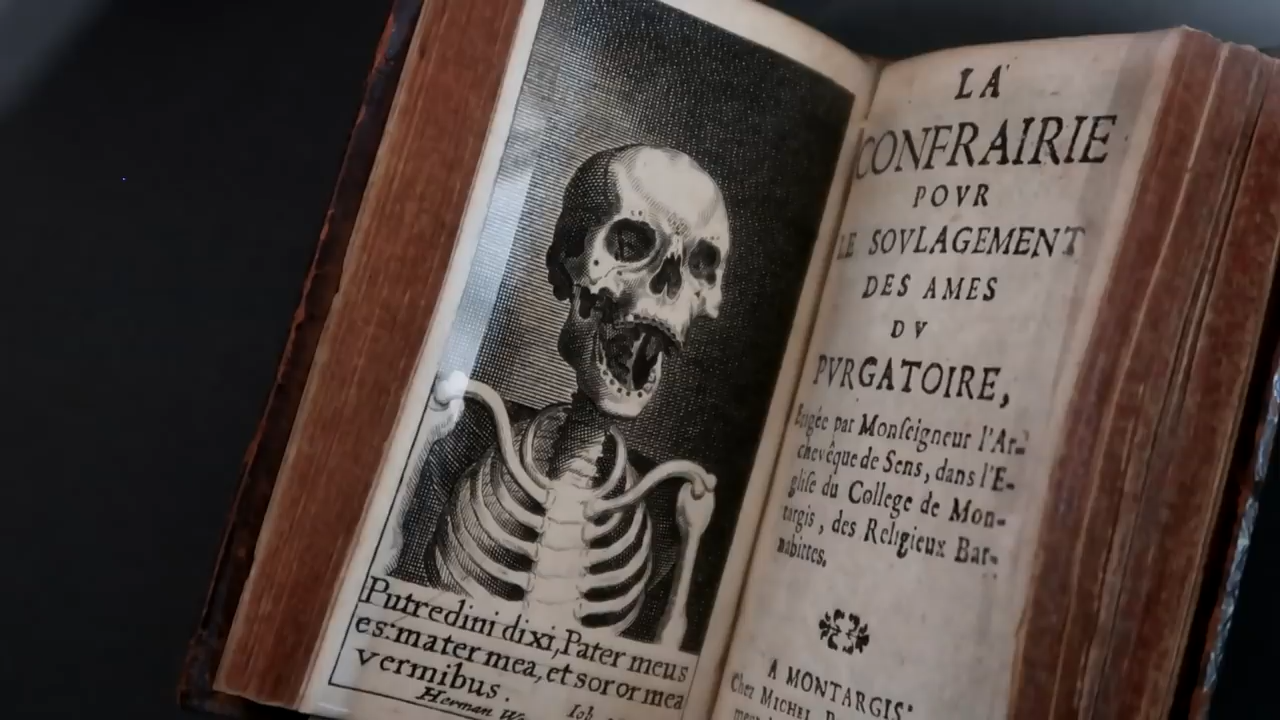 Putredini dixi, Pater meus
es: mater mea, et soror mea
vermibus.
Herman
Iob
LA
CONFRAIRIE
POVR
LE SOVLAGEMENT
DES AMES
DV
PVRGATOIRE,
Erigée par Monſeigneur l'Ar-
chevêque de Sens, dans l'E-
gliſe du College de Mon-
targis, des Religieux Bar-
nabittes.
A MONTARGIS
Chez MICHEL